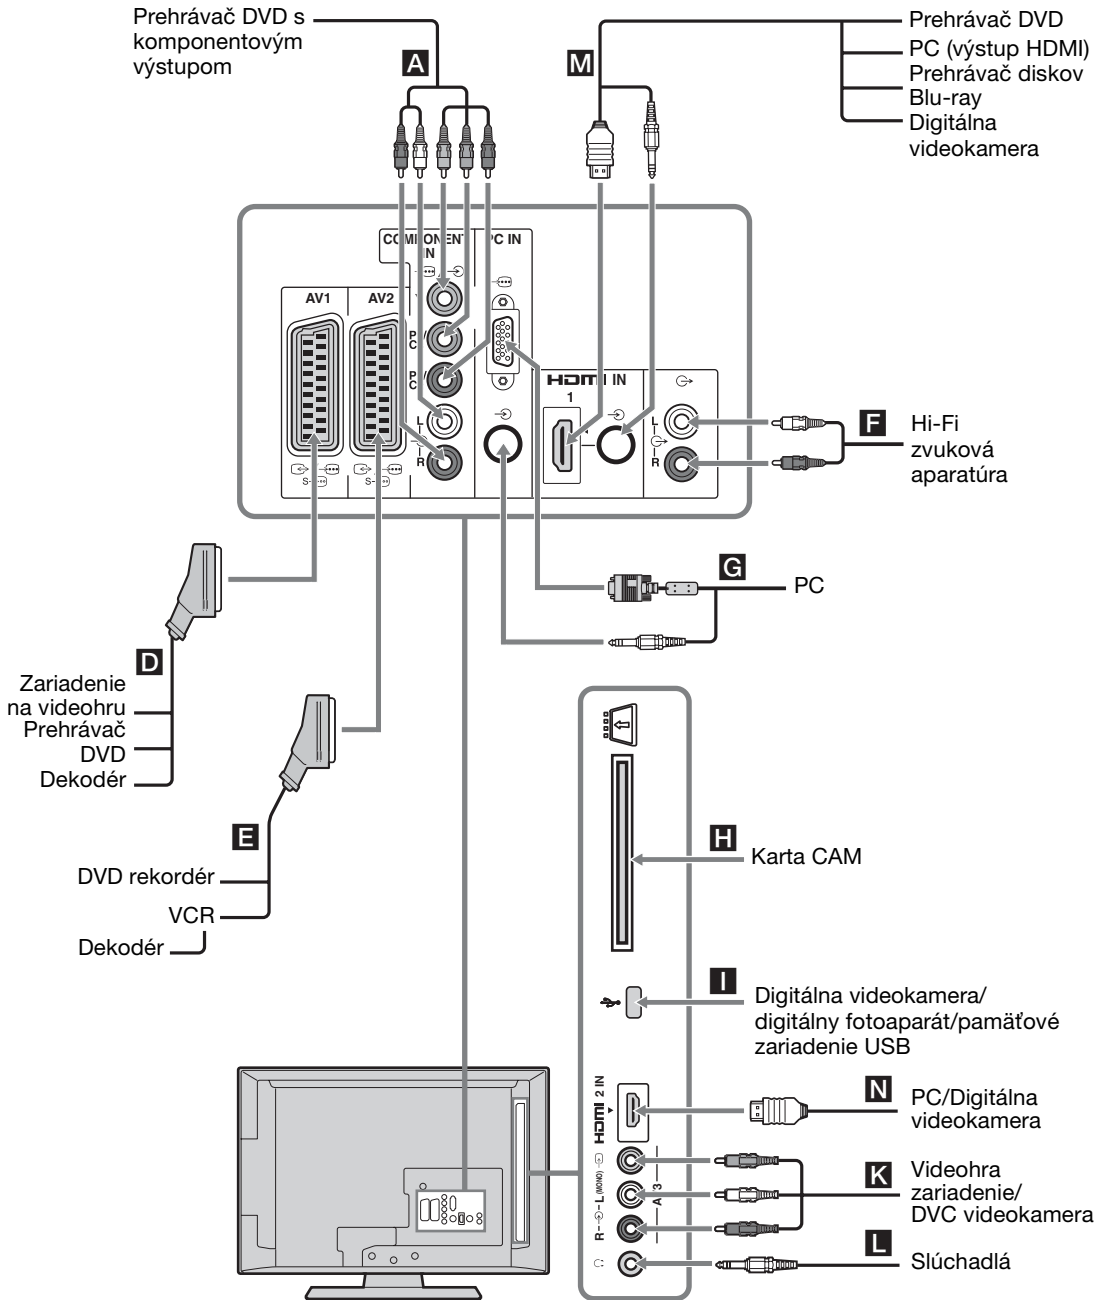 Prehrávač DVD s
komponentovým
výstupom
A
M
Prehrávač DVD
PC (výstup HDMI)
Prehrávač diskov
Blu-ray
Digitálna
videokamera
COMPONENT
IN
PC IN
AV1
AV2
HDMI IN
1
L
R
L
R
S
S
F
Hi-Fi
zvuková
aparatúra
G
PC
D
Zariadenie
na videohru
Prehrávač
DVD
Dekodér
E
DVD rekordér
VCR
Dekodér
H
Karta CAM
I
Digitálna videokamera/
digitálny fotoaparát/pamäťové
zariadenie USB
HDMI 2 IN
N
PC/Digitálna
videokamera
L (MONO)
R
K
Videohra
zariadenie/
DVC videokamera
L
Slúchadlá